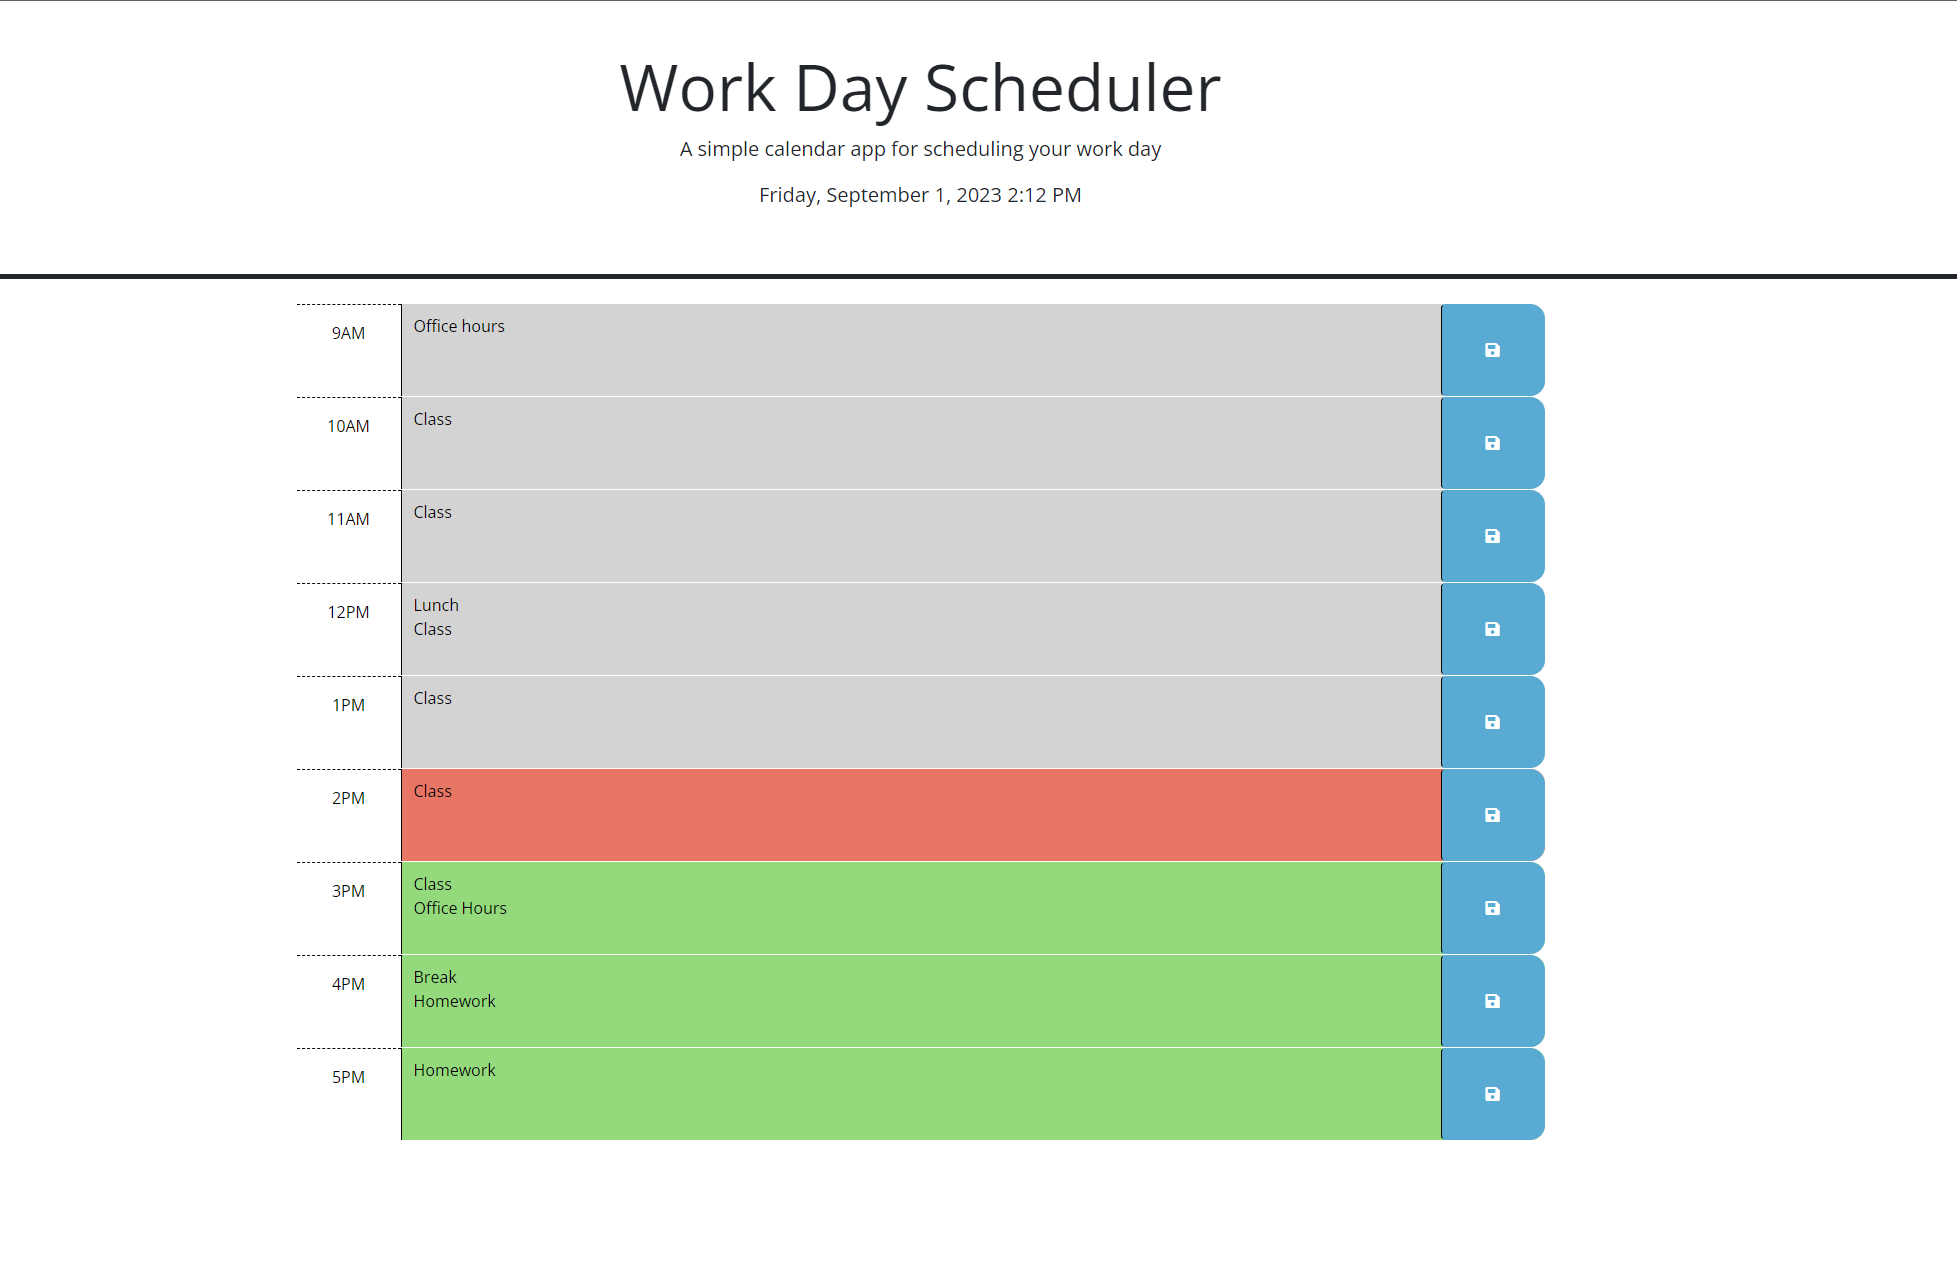 Work Day Scheduler
A simple calendar app for scheduling your work day
Friday, September 1, 2023 2:12 PM
9AM
Office hours
10AM
Class
11AM
Class
12PM
Lunch
Class
1PM
Class
2PM
Class
3PM
Class
Office Hours
4PM
Break
Homework
5PM
Homework